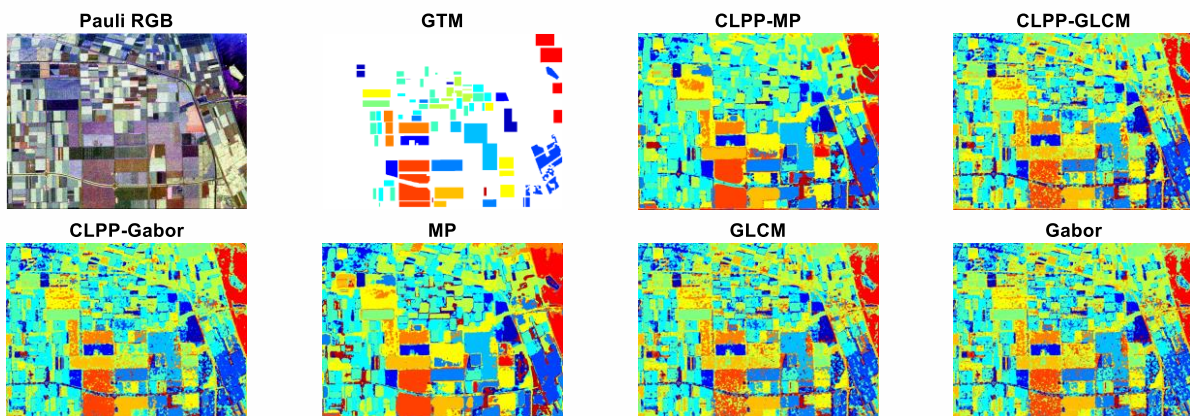 Pauli RGB
GTM
CLPP-MP
CLPP-GLCM
CLPP-Gabor
MP
GLCM
Gabor